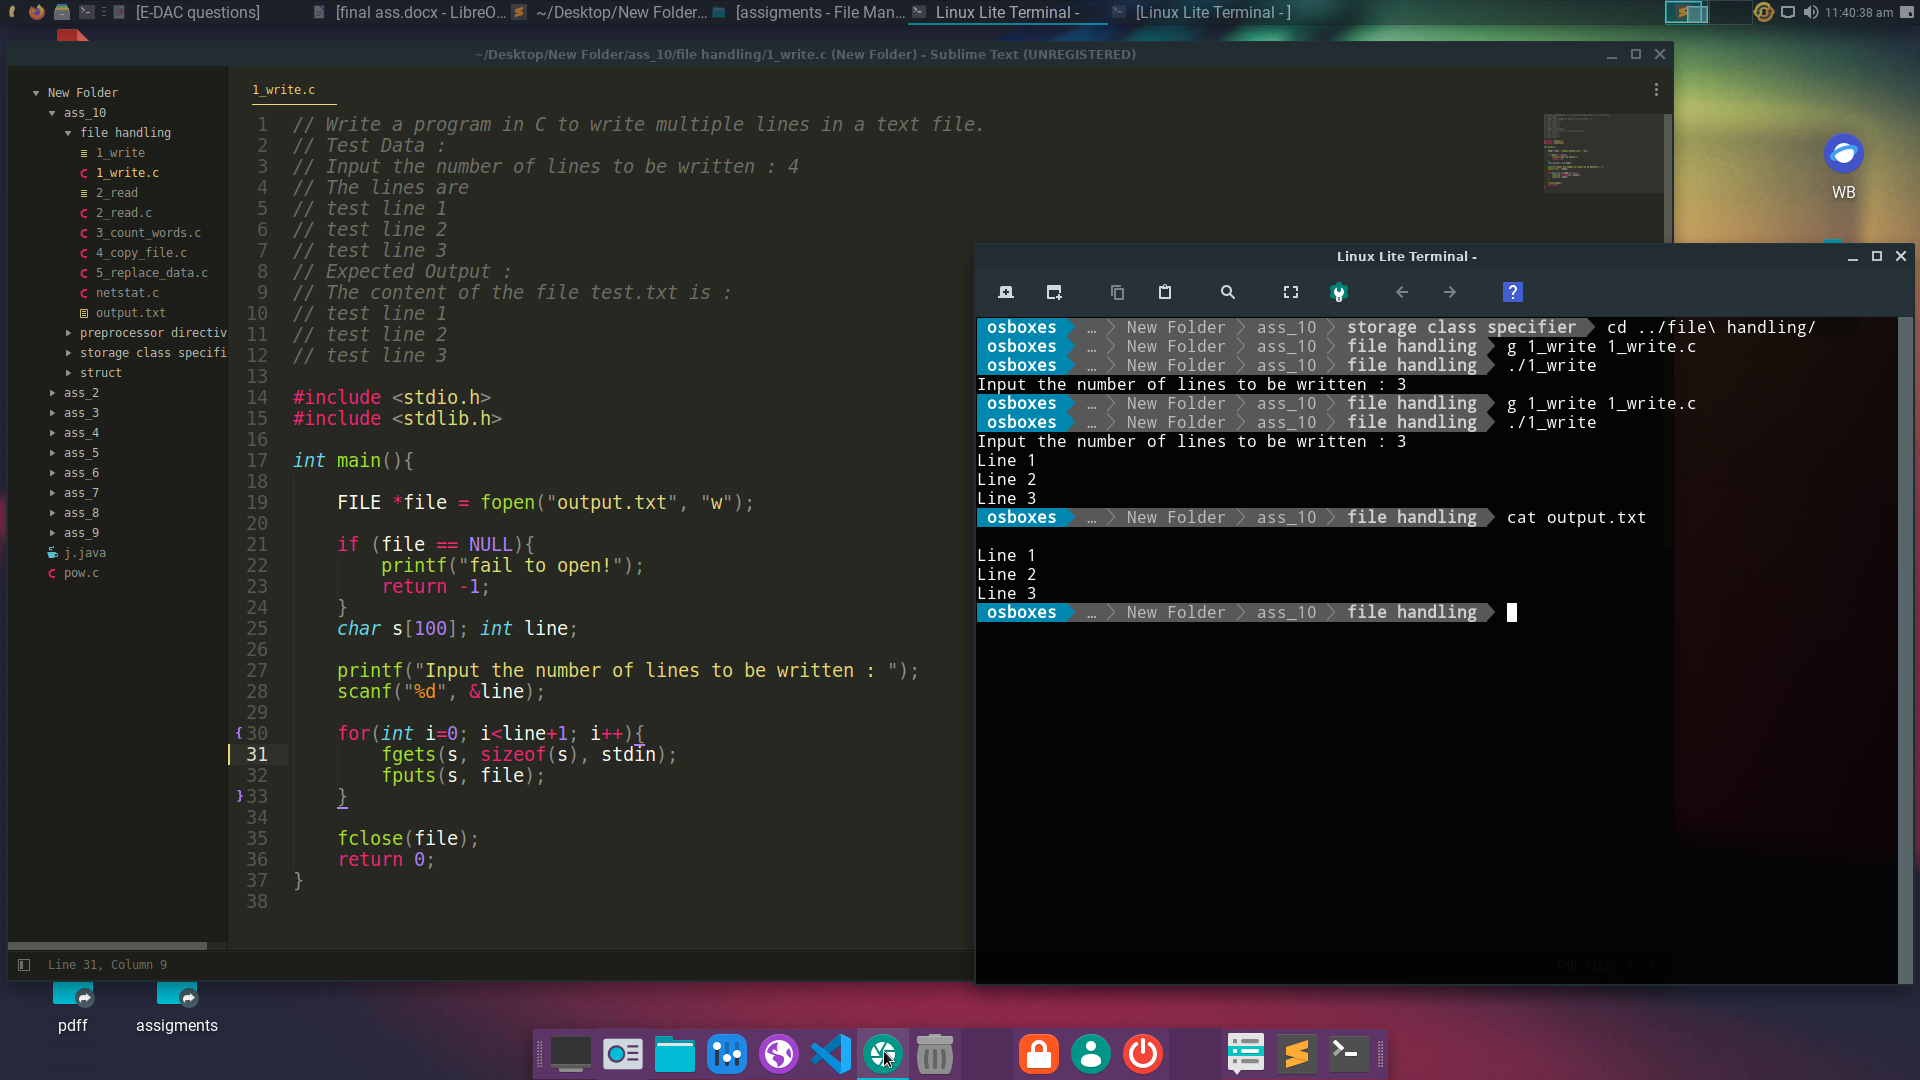 [E-DAC questions]
[final ass.docx - LibreO...
~/Desktop/New Folder...
[assigments - File Man...
Linux Lite Terminal -
[Linux Lite Terminal - ]
11:40:38 am
~/Desktop/New Folder/ass_10/file handling/1_write.c (New Folder) - Sublime Text (UNREGISTERED)
New Folder
ass_10
file handling
1_write
1_write.c
2_read
2_read.c
3_count_words.c
4_copy_file.c
5_replace_data.c
netstat.c
output.txt
preprocessor directiv
storage class specifi
struct
ass_2
ass_3
ass_4
ass_5
ass_6
ass_7
ass_8
ass_9
j.java
pow.c
1_write.c
1 // Write a program in C to write multiple lines in a text file.
2 // Test Data :
3 // Input the number of lines to be written : 4
4 // The lines are
5 // test line 1
6 // test line 2
7 // test line 3
8 // Expected Output :
9 // The content of the file test.txt is :
10 // test line 1
11 // test line 2
12 // test line 3
13
14 #include <stdio.h>
15 #include <stdlib.h>
16
17 int main(){
18
19 FILE *file = fopen("output.txt", "w");
20
21 if (file == NULL){
22 printf("fail to open!");
23 return -1;
24 }
25 char s[100]; int line;
26
27 printf("Input the number of lines to be written : ");
28 scanf("%d", &line);
29
30 for(int i=0; i<line+1; i++){
31 fgets(s, sizeof(s), stdin);
32 fputs(s, file);
33 }
34
35 fclose(file);
36 return 0;
37 }
38
Line 31, Column 9
Tab Size: 4 C
WB
Linux Lite Terminal -
osboxes … New Folder ass_10 storage class specifier cd ../file\ handling/
osboxes … New Folder ass_10 file handling g 1_write 1_write.c
osboxes … New Folder ass_10 file handling ./1_write
Input the number of lines to be written : 3
osboxes … New Folder ass_10 file handling g 1_write 1_write.c
osboxes … New Folder ass_10 file handling ./1_write
Input the number of lines to be written : 3
Line 1
Line 2
Line 3
osboxes … New Folder ass_10 file handling cat output.txt
Line 1
Line 2
Line 3
osboxes … New Folder ass_10 file handling
pdff
assigments